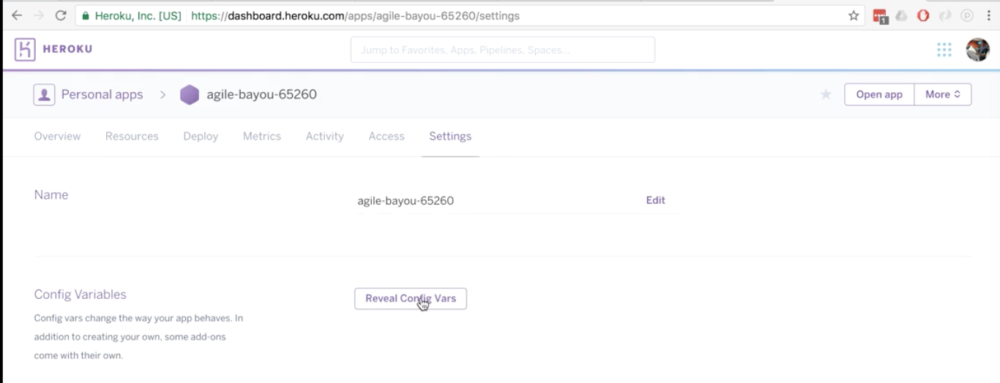 Heroku, Inc. [US] https://dashboard.heroku.com/apps/agile-bayou-65260/settings
1
HEROKU
Jump to Favorites, Apps, Pipelines, Spaces...
Personal apps > agile-bayou-65260
Open app
More
Overview Resources Deploy Metrics Activity Access Settings
Name
agile-bayou-65260
Edit
Config Variables
Reveal Config Vars
Config vars change the way your app behaves. In
addition to creating your own, some add-ons
come with their own.